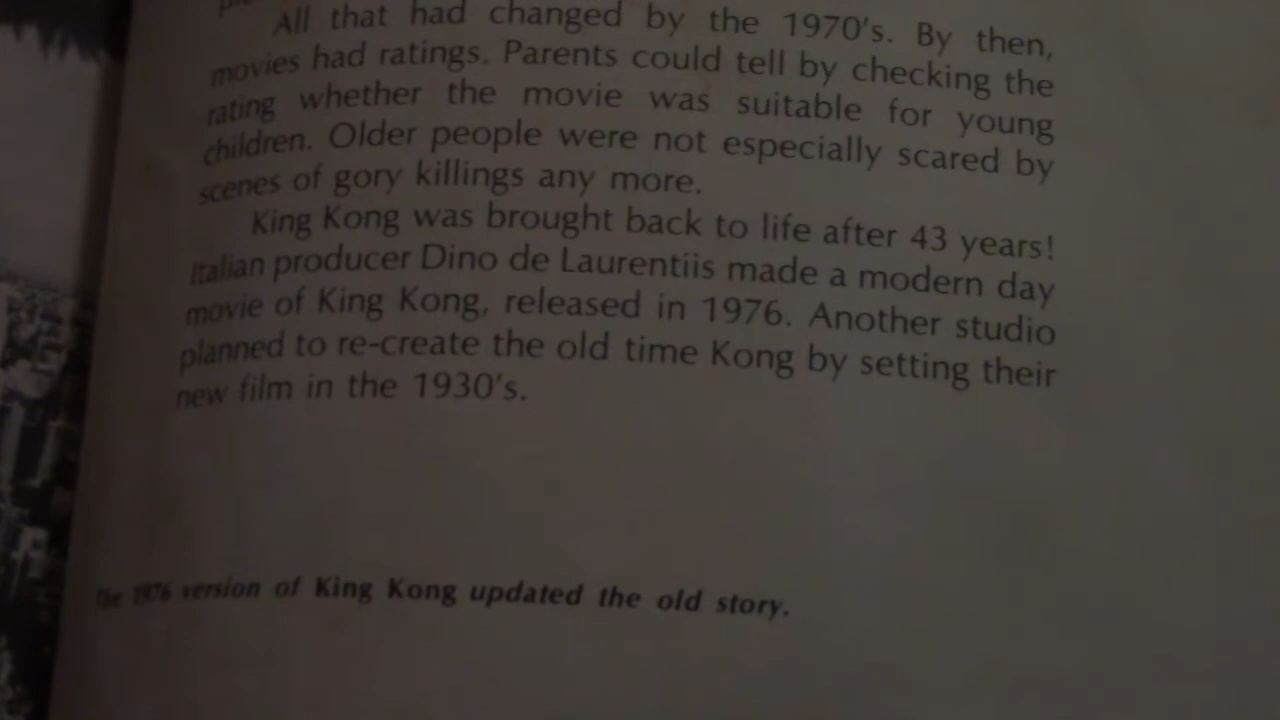 All that had changed by the 1970's. By then,
movies had ratings. Parents could tell by checking the
rating whether the movie was suitable for young
children. Older people were not especially scared by
scenes of gory killings any more.
King Kong was brought back to life after 43 years!
Italian producer Dino de Laurentiis made a modern day
movie of King Kong, released in 1976. Another studio
planned to re-create the old time Kong by setting their
new film in the 1930's.
The 1976 version of King Kong updated the old story.